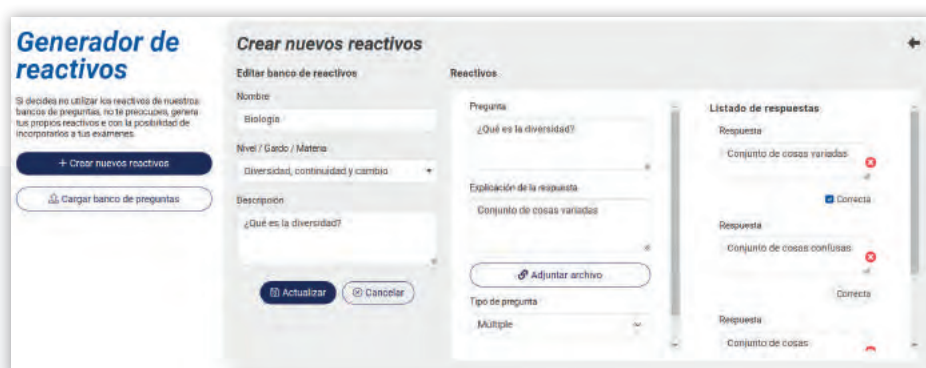 Generador de
reactivos
Si decides no utilizar los reactivos de nuestros
bancos de preguntas, no te preocupes, genera
tus propios reactivos e con la posibilidad de
incorporarlos a tus exámenes.
+ Crear nuevos reactivos
Cargar banco de preguntas
Crear nuevos reactivos
Editar banco de reactivos
Nombre
Biología
Nivel / Gardo / Materia
Diversidad, continuidad y cambio
Descripción
¿Qué es la diversidad?
Actualizar
Cancelar
Reactivos
Pregunta
¿Qué es la diversidad?
Explicación de la respuesta
Conjunto de cosas variadas
Adjuntar archivo
Tipo de pregunta
Múltiple
Listado de respuestas
Respuesta
Conjunto de cosas variadas
Correcta
Respuesta
Conjunto de cosas confusas
Correcta
Respuesta
Conjunto de cosas